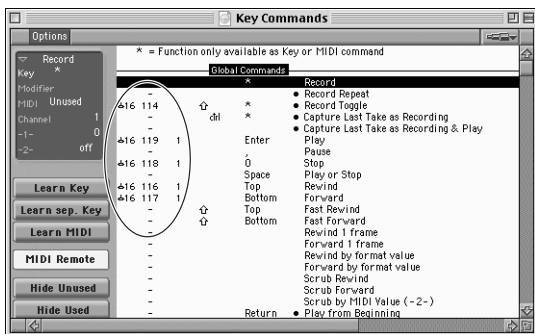 Key Commands
Options
* = Function only available as Key or MIDI command
Record
Key *
Modifier
MIDI Unused
Channel 1
-1- 0
-2- off
Learn Key
Learn sep. Key
Learn MIDI
MIDI Remote
Hide Unused
Hide Used
Global Commands
* Record
- • Record Repeat
16 114 * • Record Toggle
- ctrl * • Capture Last Take as Recording
- • Capture Last Take as Recording & Play
16 119 1 Enter Play
- , Pause
16 118 1 0 Stop
- Space Play or Stop
16 116 1 Top Rewind
16 117 1 Bottom Forward
- ⇧ Top Fast Rewind
- ⇧ Bottom Fast Forward
- Rewind 1 frame
- Forward 1 frame
- Rewind by format value
- Forward by format value
- Scrub Rewind
- Scrub Forward
- Scrub by MIDI Value (-2-)
- Return • Play from Beginning